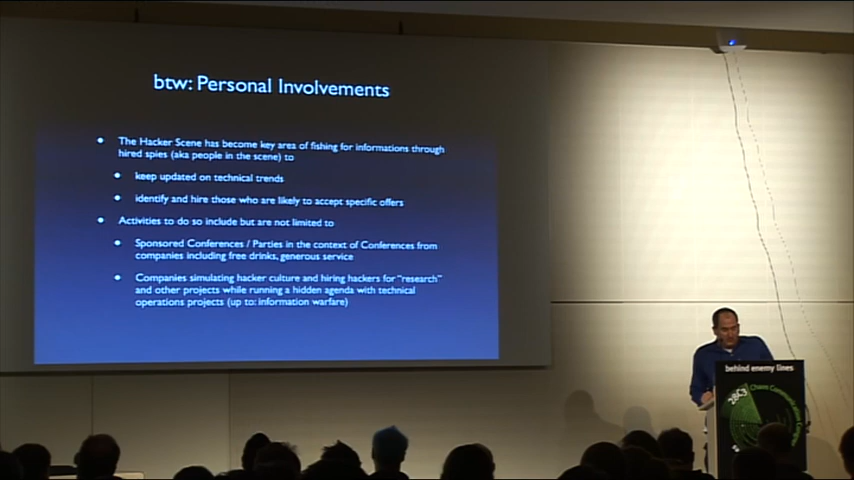 btw: Personal Involvements
The Hacker Scene has become key area of fishing for informations through
hired spies (aka people in the scene) to
keep updated on technical trends
identify and hire those who are likely to accept specific offers
Activities to do so include but are not limited to
Sponsored Conferences / Parties in the context of Conferences from
companies including free drinks, generous service
Companies simulating hacker culture and hiring hackers for "research"
and other projects while running a hidden agenda with technical
operations projects (up to: information warfare)
behind enemy lines
28C3
Chaos Communication